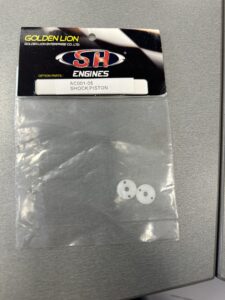 GOLDEN LION
GOLDEN LION ENTERPRISE CO., LTD
SH
ENGINES
OPTION PARTS
SHOCK PISTON